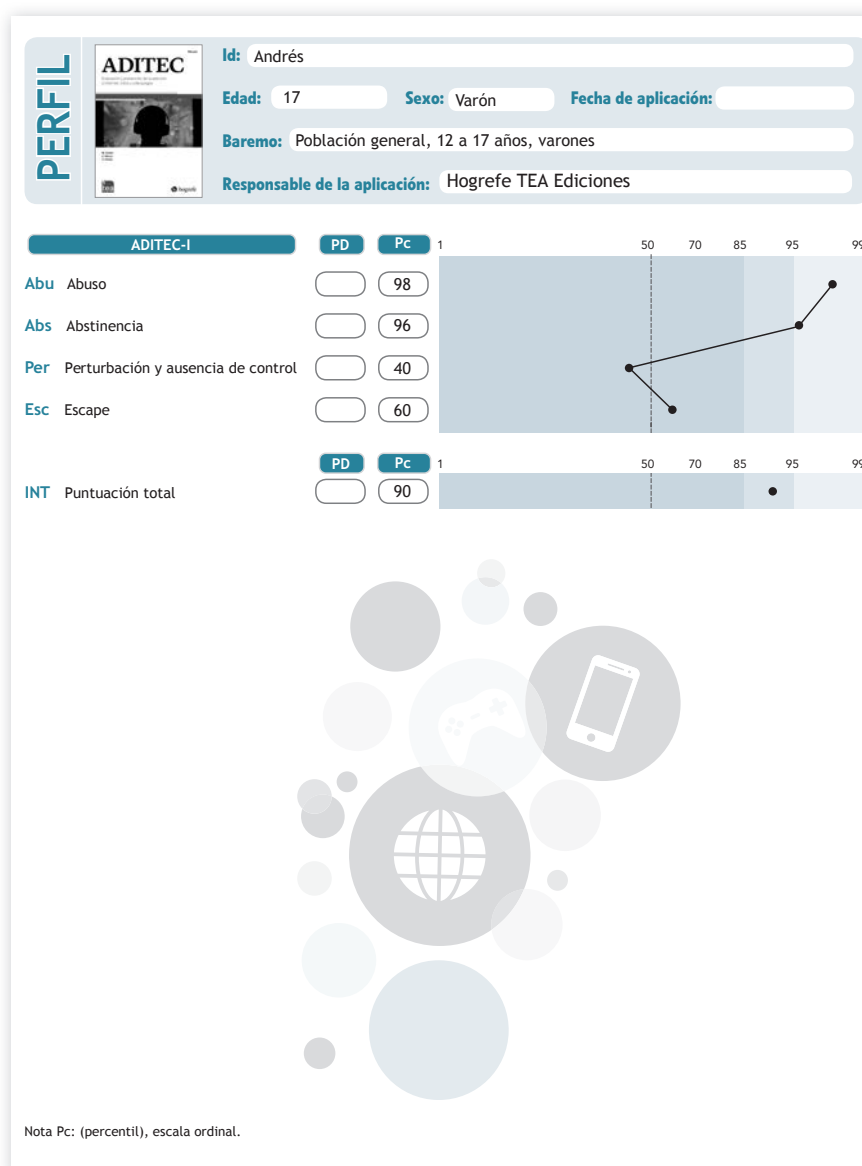 PERFIL
ADITEC
Id: Andrés
Edad: 17 Sexo: Varón Fecha de aplicación:
Baremo: Población general, 12 a 17 años, varones
Responsable de la aplicación: Hogrefe TEA Ediciones
hogrefe
ADITEC-I PD Pc 1 50 70 85 95 99
Abu Abuso 98
Abs Abstinencia 96
Per Perturbación y ausencia de control 40
Esc Escape 60
PD Pc 1 50 70 85 95 99
INT Puntuación total 90
Nota Pc: (percentil), escala ordinal.